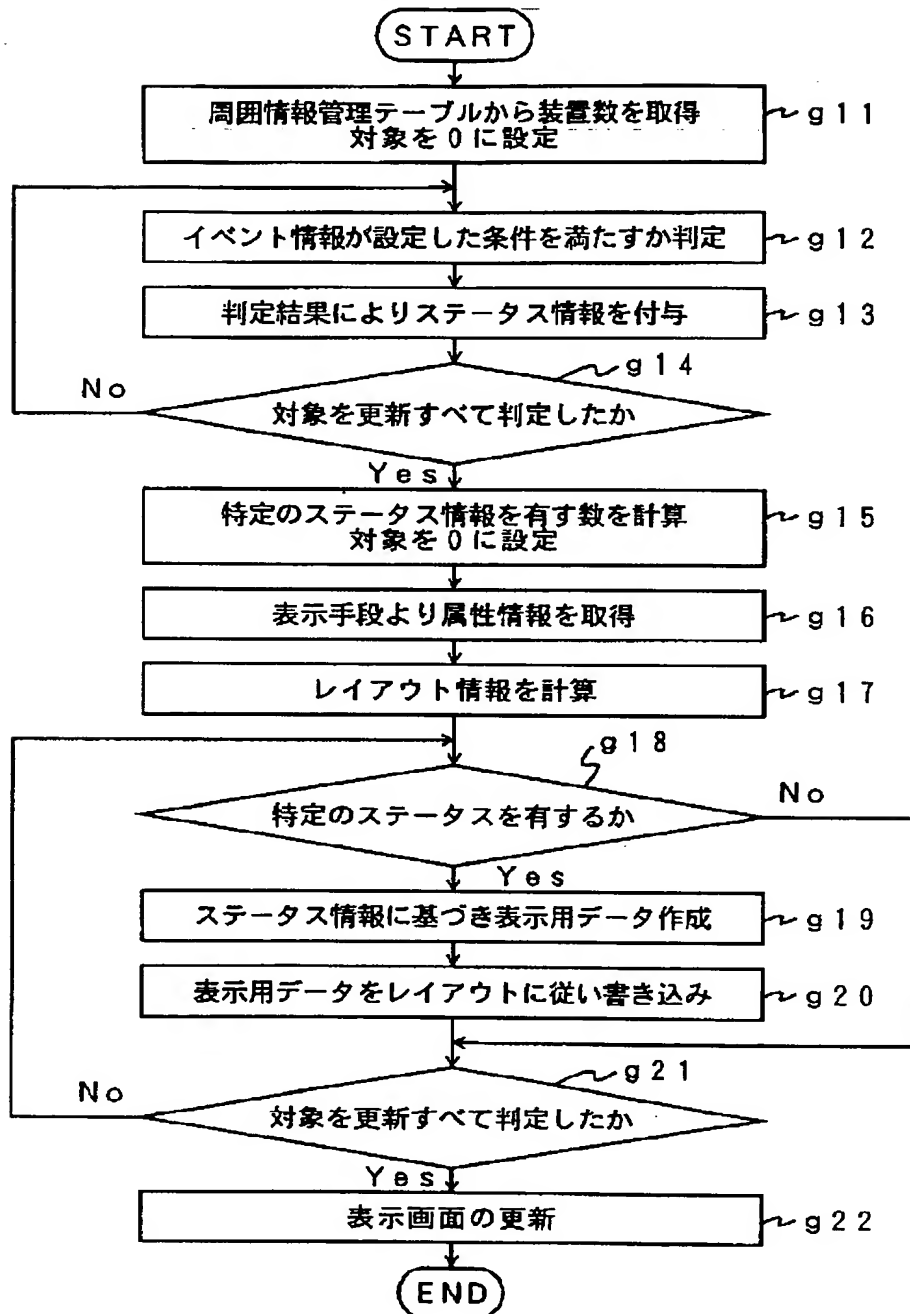 START
周囲情報管理テーブルから装置数を取得
対象を0に設定
g11
イベント情報が設定した条件を満たすか判定
g12
判定結果によりステータス情報を付与
g13
g14
No
対象を更新すべて判定したか
Yes
特定のステータス情報を有す数を計算
対象を0に設定
g15
表示手段より属性情報を取得
g16
レイアウト情報を計算
g17
g18
特定のステータスを有するか
No
Yes
ステータス情報に基づき表示用データ作成
g19
表示用データをレイアウトに従い書き込み
g20
g21
No
対象を更新すべて判定したか
Yes
表示画面の更新
g22
END